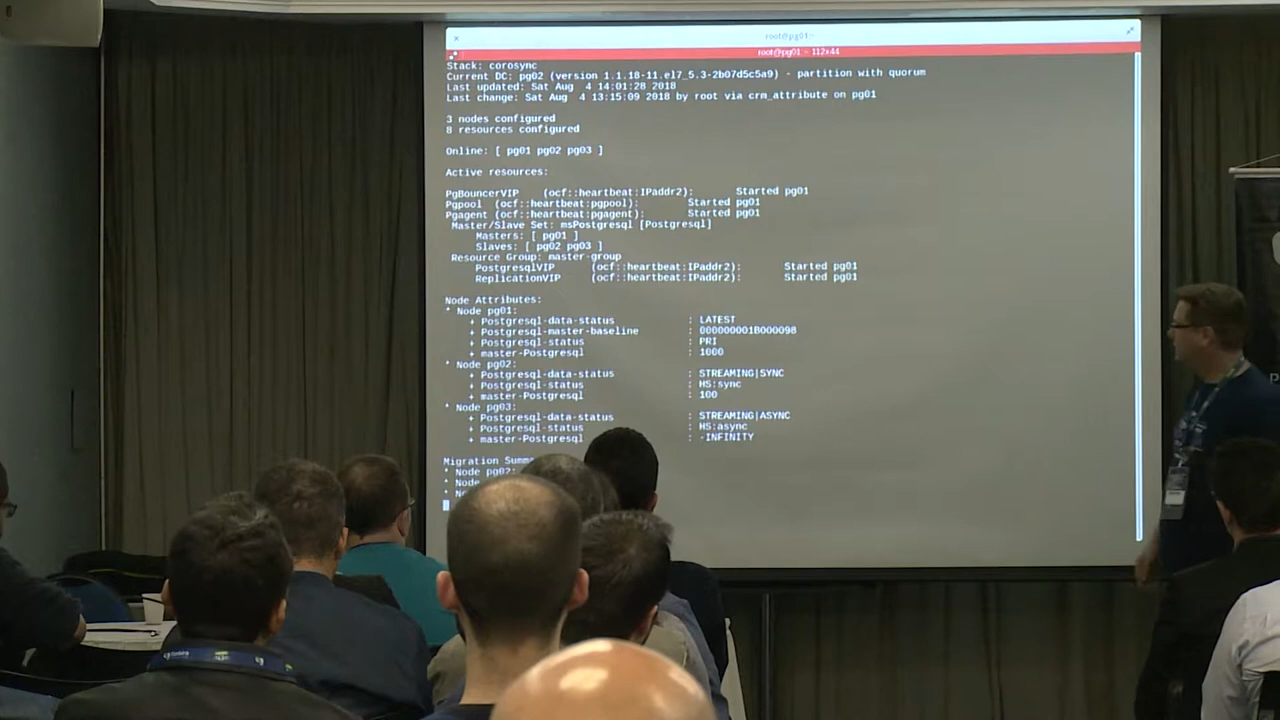 root@pg01:~
root@pg01 ~ 112x44
Stack: corosync
Current DC: pg02 (version 1.1.18-11.el7_5.3-2b07d5c5a9) - partition with quorum
Last updated: Sat Aug  4 14:01:28 2018
Last change: Sat Aug  4 13:15:09 2018 by root via crm_attribute on pg01
3 nodes configured
8 resources configured
Online: [ pg01 pg02 pg03 ]
Active resources:
PgBouncerVIP    (ocf::heartbeat:IPaddr2):       Started pg01
Pgpool  (ocf::heartbeat:pgpool):        Started pg01
Pgagent (ocf::heartbeat:pgagent):       Started pg01
Master/Slave Set: msPostgresql [Postgresql]
Masters: [ pg01 ]
Slaves: [ pg02 pg03 ]
Resource Group: master-group
PostgresqlVIP      (ocf::heartbeat:IPaddr2):       Started pg01
ReplicationVIP     (ocf::heartbeat:IPaddr2):       Started pg01
Node Attributes:
* Node pg01:
+ Postgresql-data-status            : LATEST
+ Postgresql-master-baseline        : 000000001B000098
+ Postgresql-status                 : PRI
+ master-Postgresql                 : 1000
* Node pg02:
+ Postgresql-data-status            : STREAMING|SYNC
+ Postgresql-status                 : HS:sync
+ master-Postgresql                 : 100
* Node pg03:
+ Postgresql-data-status            : STREAMING|ASYNC
+ Postgresql-status                 : HS:async
+ master-Postgresql                 : -INFINITY
Migration Summ
* Node pg02:
* Node
* No